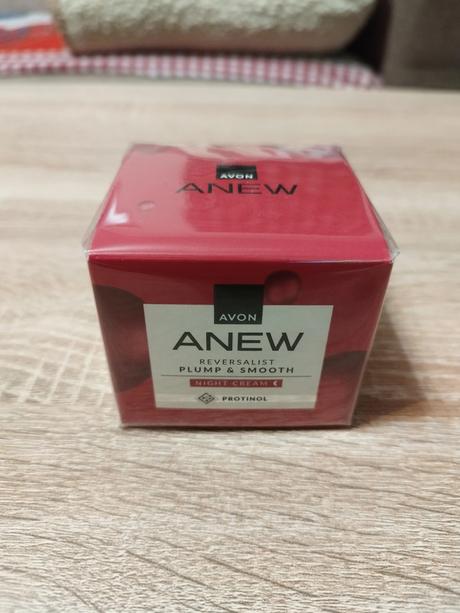 AVON
ANEW
AVON
ANEW
REVERSALIST
PLUMP & SMOOTH
NIGHT CREAM
PROTINOL